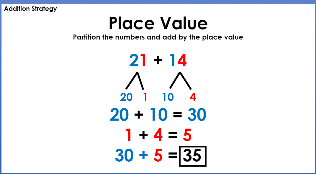 Addition Strategy
Place Value
Partition the numbers and add by the place value
21 + 14
20 1 10 4
20 + 10 = 30
1 + 4 = 5
30 + 5 = 35